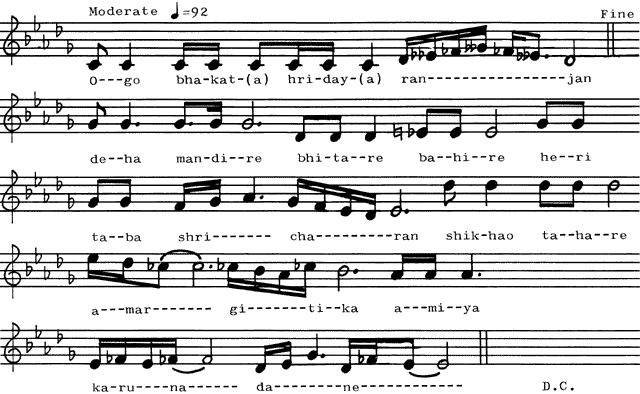 Moderate ♩=92 Fine
O---go bhakat-(a) hri-day-(a) ran-----------------jan
de--ha man-di--re bhi-ta--re ba--hi--re he--ri
ta--ba shri------- cha----------ran shik-hao ta-ha--re
a---mar------- gi-------ti--ka a--mi--ya
ka-ru----na------ da-----------ne-------------- D.C.